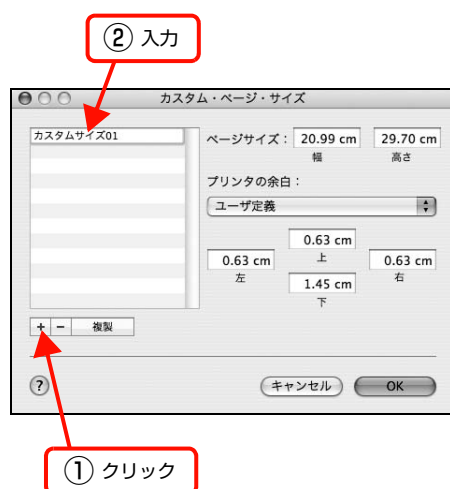 ② 入力
カスタム・ページ・サイズ
カスタムサイズ01
ページサイズ： 20.99 cm 29.70 cm
幅 高さ
プリンタの余白：
ユーザ定義
0.63 cm
上
0.63 cm 0.63 cm
左 右
1.45 cm
下
+ − 複製
? キャンセル OK
① クリック